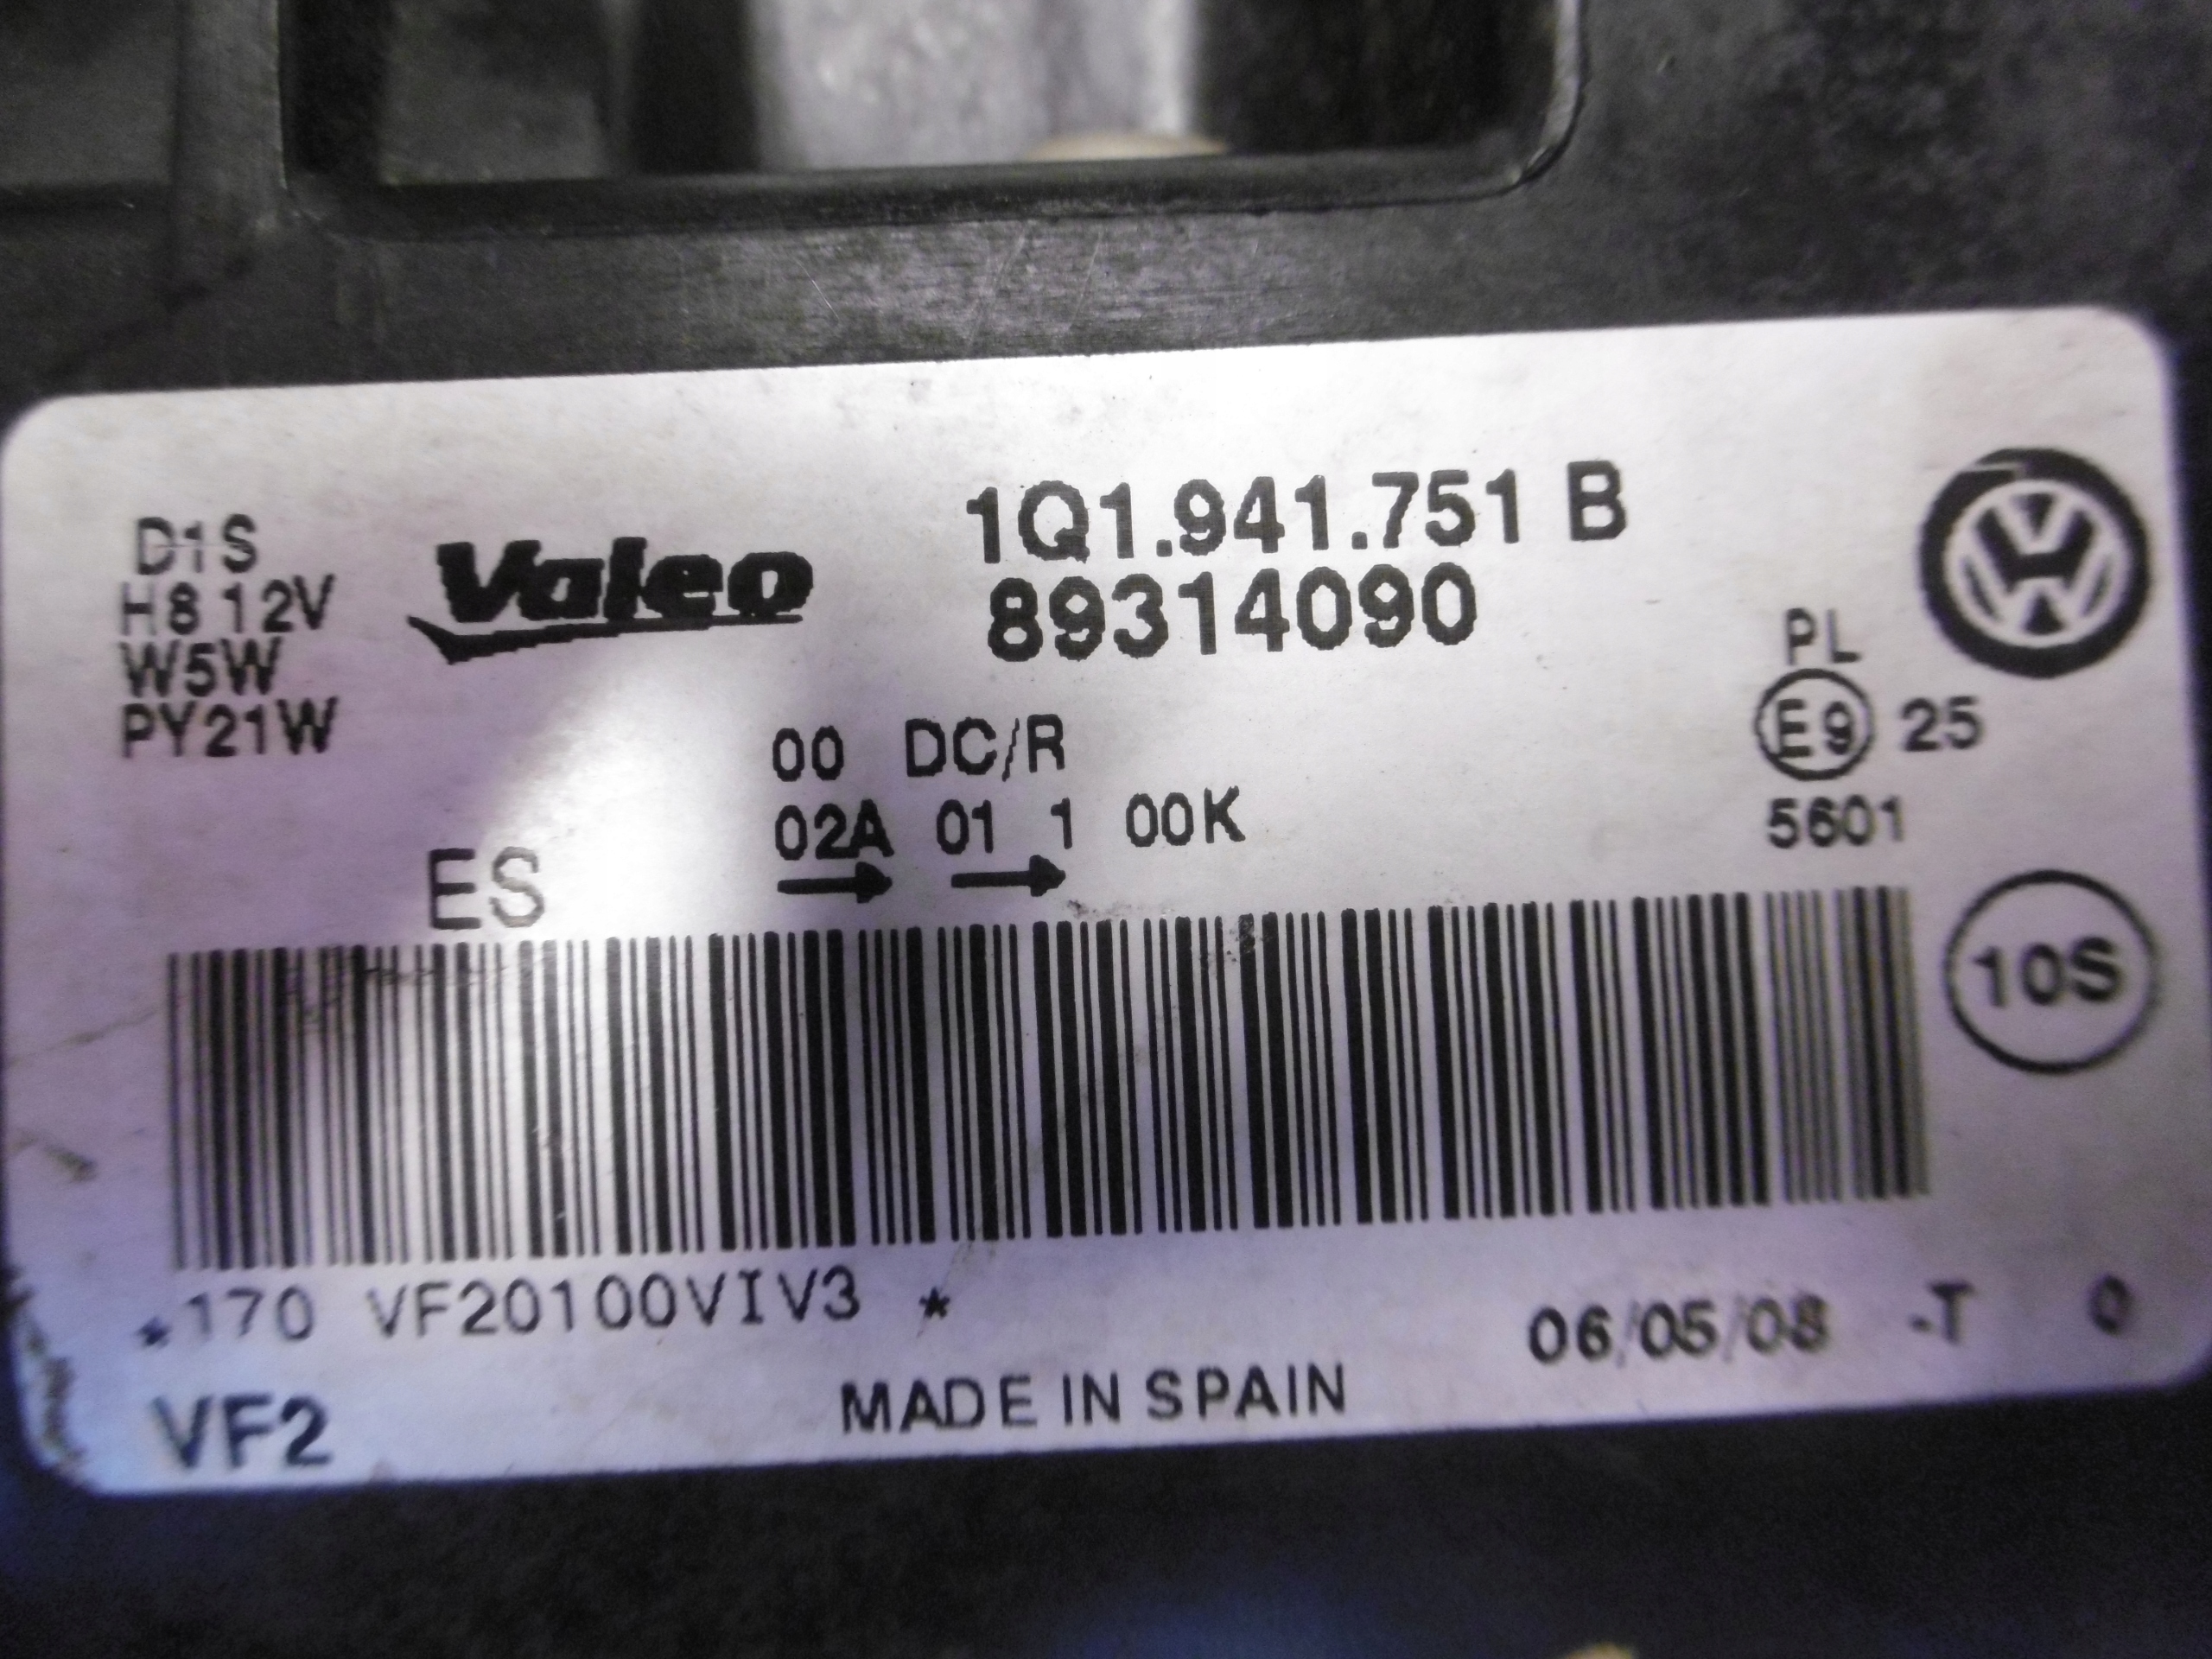 1Q1.941.751 B
D1S
Valeo
89314090
H8 12V
W5W
PL
PY21W
00 DC/R
E9 25
02A 01 1 00K
5601
ES
10S
*170 VF20100VIV3 *
06/05/08 -T 0
MADE IN SPAIN
VF2